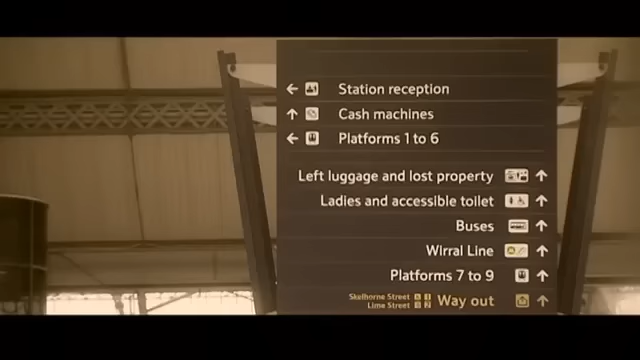 Station reception
Cash machines
Platforms 1 to 6
Left luggage and lost property
Ladies and accessible toilet
Buses
Wirral Line
Platforms 7 to 9
Skelhorne Street
Lime Street
Way out